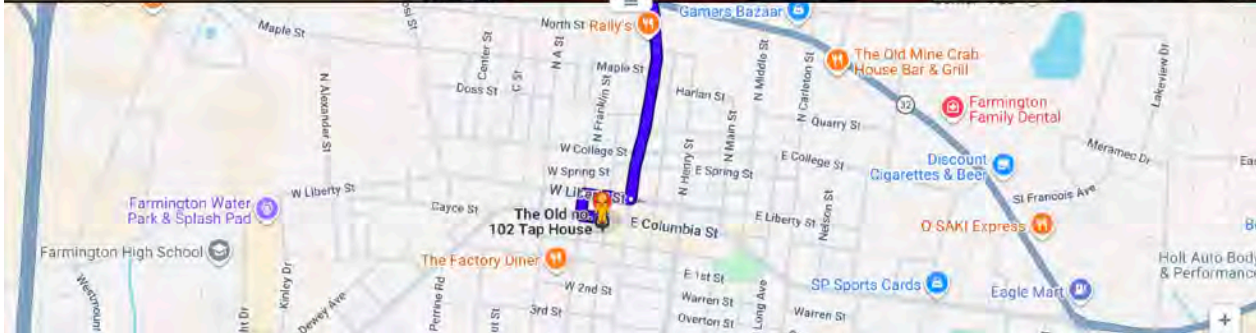 Maple St
North St
Rally's
Gamers Bazaar
The Old Mine Crab
House Bar & Grill
Center St
Doss St
C St
N A St
Maple St
N Franklin St
Harlan St
N Middle St
N Carleton St
32
Farmington
Family Dental
Lakeview Dr
N Alexander St
Quarry St
N Main St
N Henry St
Meramec Dr
W College St
E College St
W Spring St
E Spring St
Discount
Cigarettes & Beer
W Liberty St
Farmington Water
Park & Splash Pad
Cayce St
The Old no.
102 Tap House
E Columbia St
E Liberty St
Nelson St
St Francois Ave
O SAKI Express
Farmington High School
The Factory Diner
E 1st St
Holt Auto Body
& Performance
Westmount
Kinley Dr
Dewey Ave
Perrine Rd
W 2nd St
3rd St
Warren St
Overton St
Long Ave
SP Sports Cards
Warren St
Eagle Mart
+